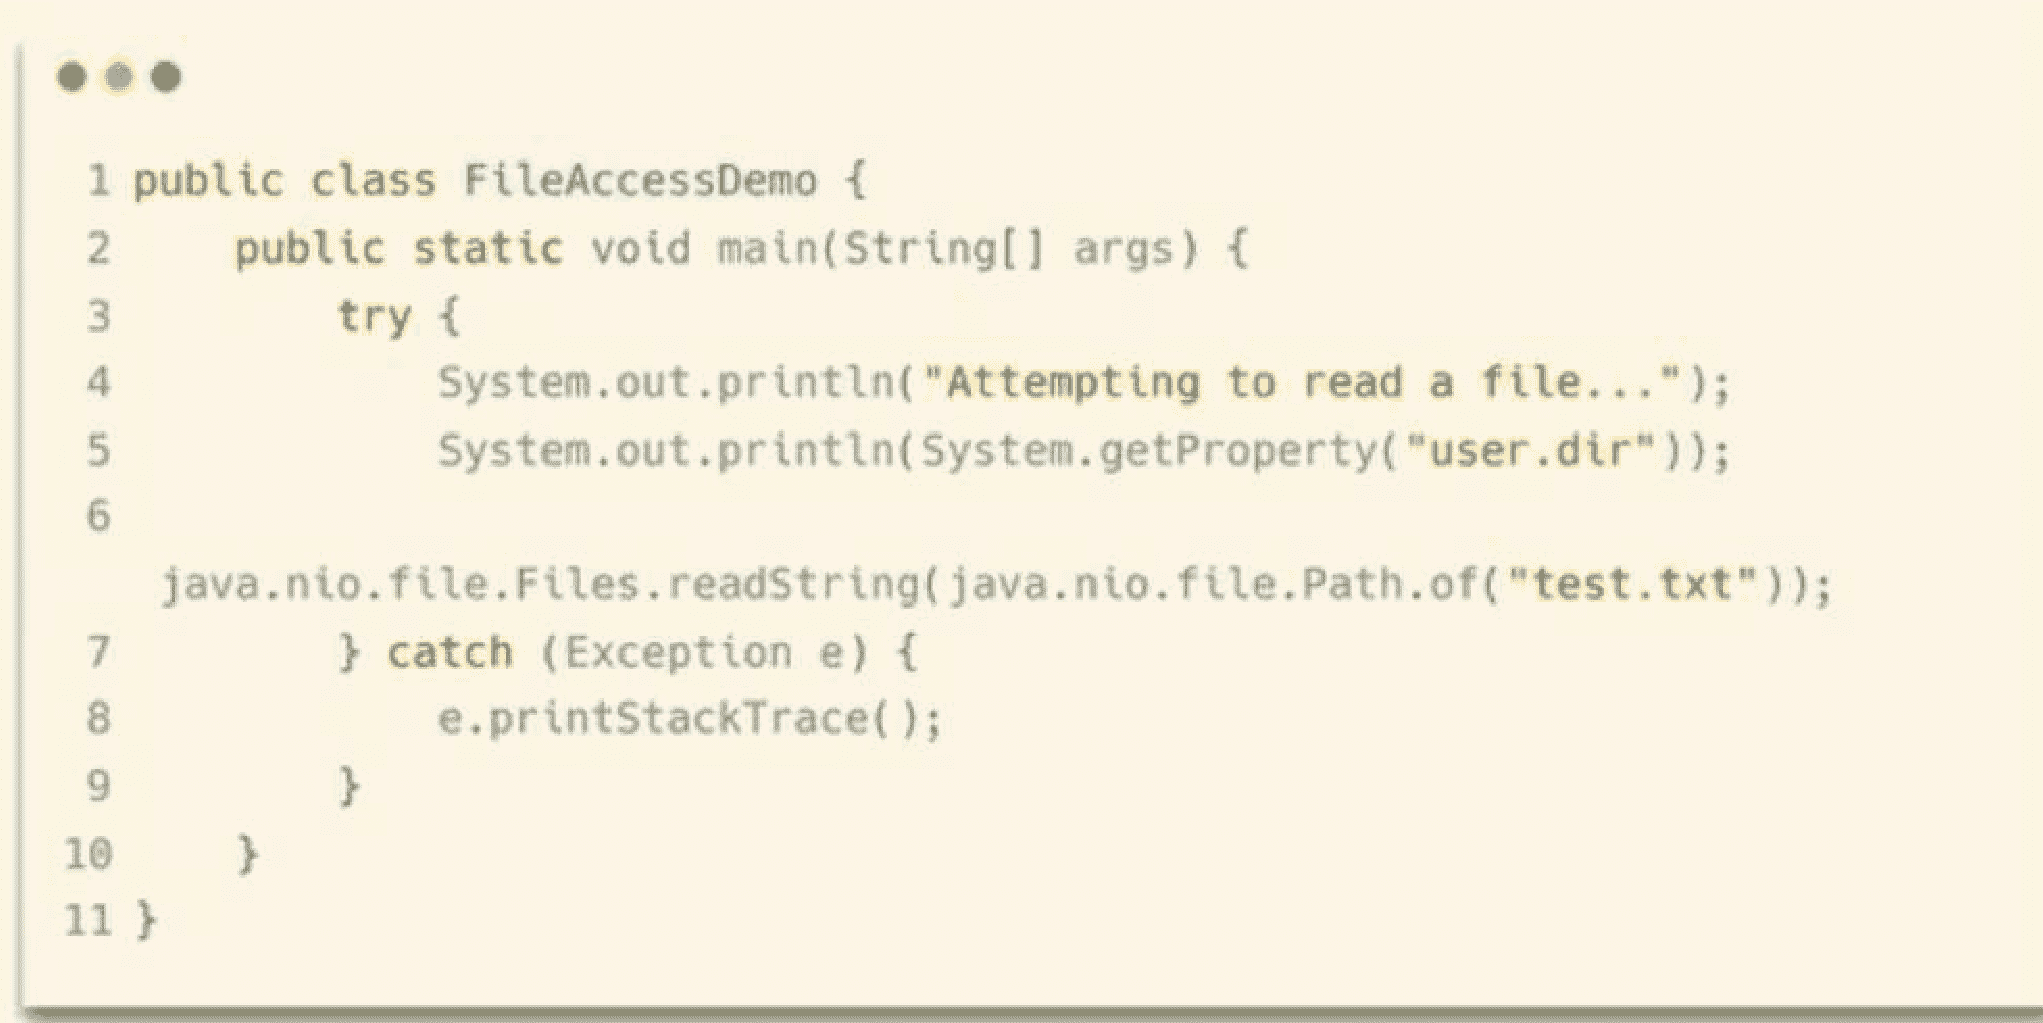 1 public class FileAccessDemo {
2     public static void main(String[] args) {
3         try {
4             System.out.println("Attempting to read a file...");
5             System.out.println(System.getProperty("user.dir"));
6
java.nio.file.Files.readString(java.nio.file.Path.of("test.txt"));
7         } catch (Exception e) {
8             e.printStackTrace();
9         }
10     }
11 }